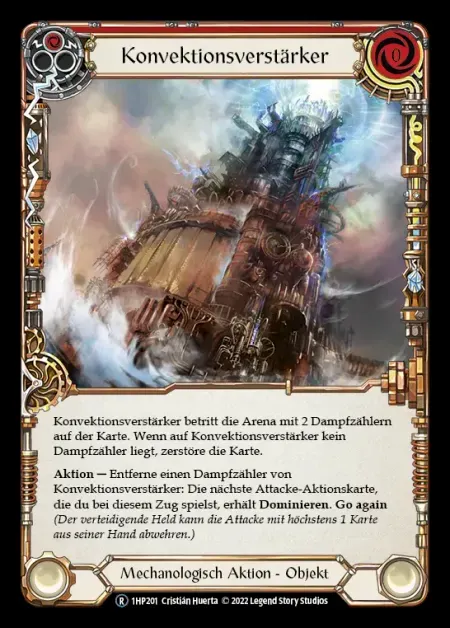 Konvektionsverstärker
0
Konvektionsverstärker betritt die Arena mit 2 Dampfzählern
auf der Karte. Wenn auf Konvektionsverstärker kein
Dampfzähler liegt, zerstöre die Karte.
Aktion — Entferne einen Dampfzähler von
Konvektionsverstärker: Die nächste Attacke-Aktionskarte,
die du bei diesem Zug spielst, erhält Dominieren. Go again
(Der verteidigende Held kann die Attacke mit höchstens 1 Karte
aus seiner Hand abwehren.)
Mechanologisch Aktion - Objekt
R 1HP201 Cristián Huerta © 2022 Legend Story Studios